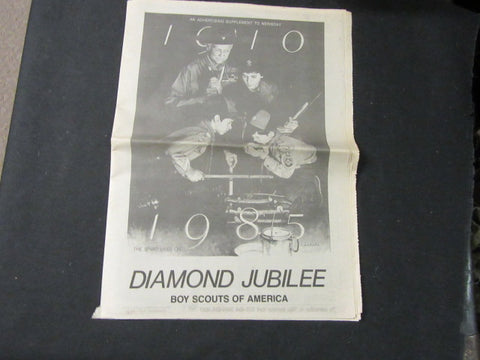 AN ADVERTISING SUPPLEMENT TO NEWSDAY
1910
1985
THE SPIRIT LIVES ON
DIAMOND JUBILEE
BOY SCOUTS OF AMERICA